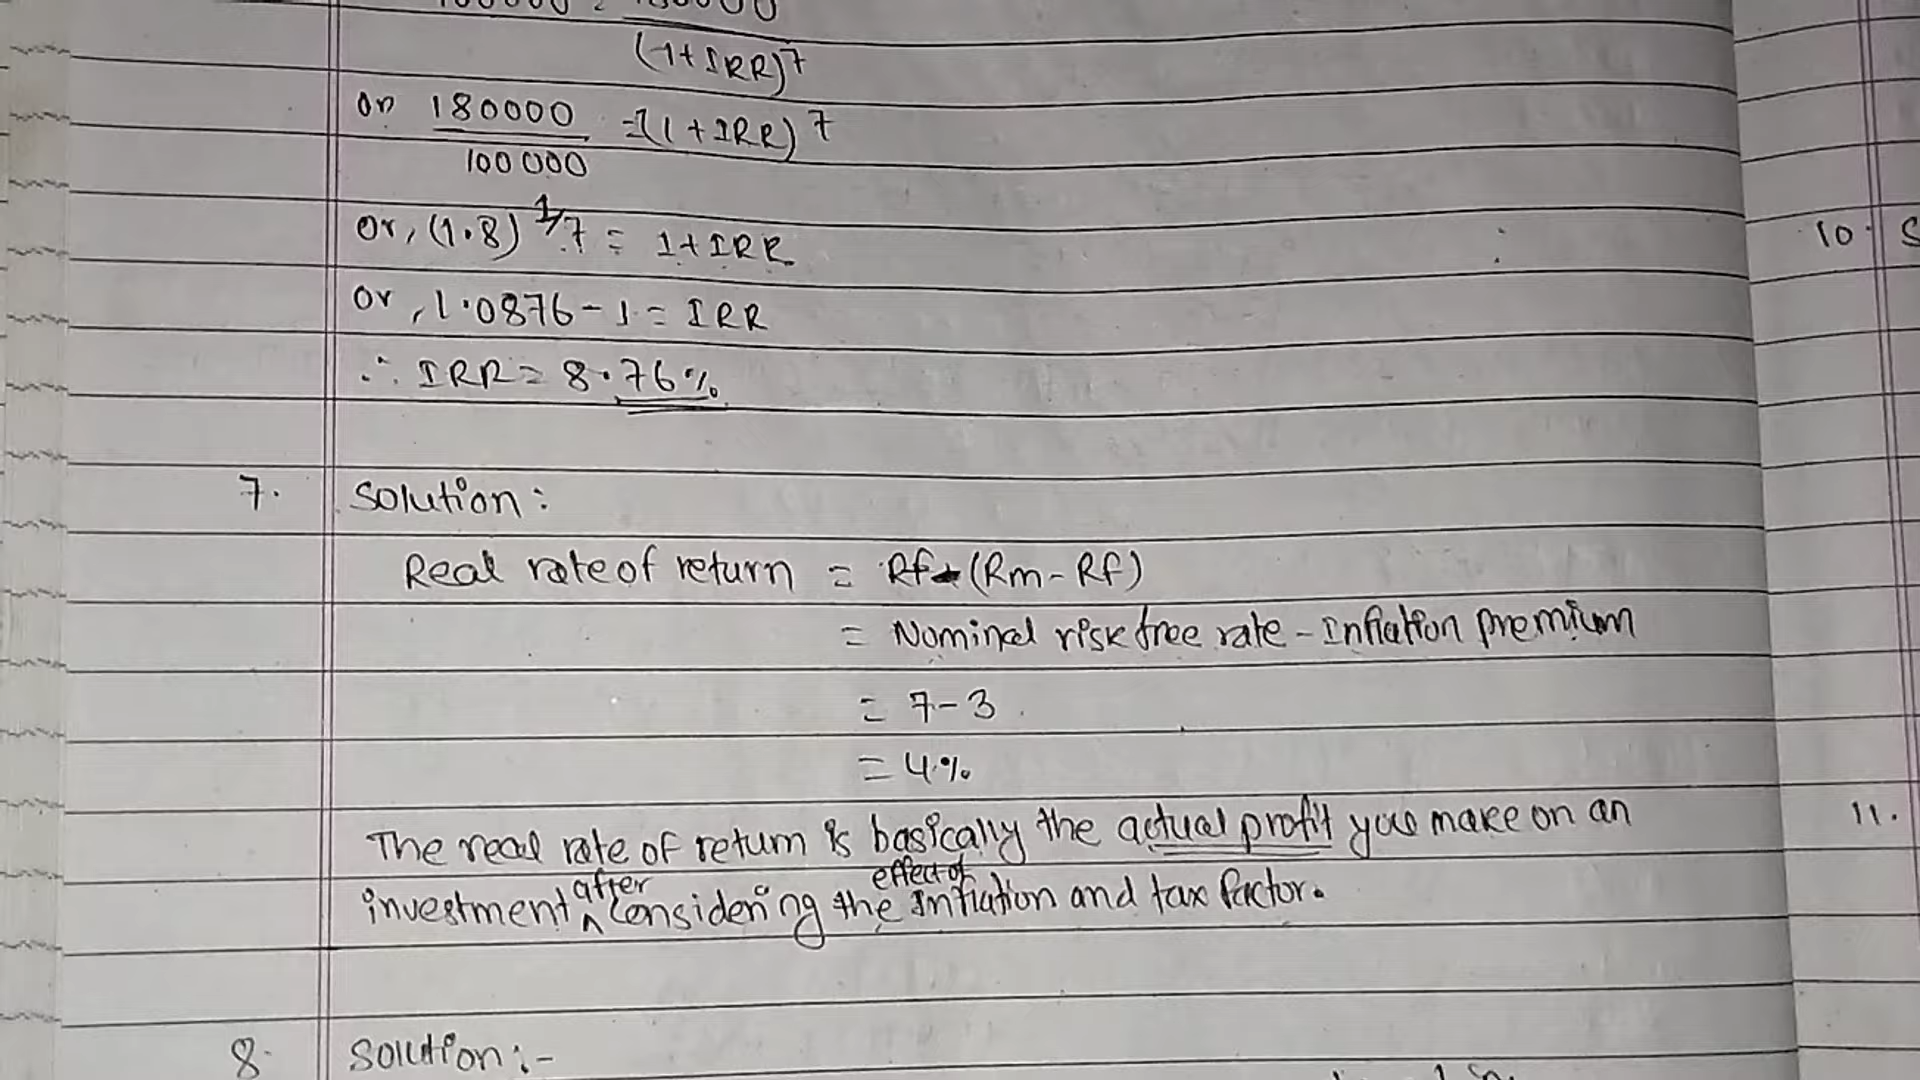 (1+IRR)7
or 180000 = (1+IRR)7
100000
or, (1.8) 1/7 = 1+IRR
or, 1.0876-1 = IRR
∴ IRR = 8.76%
7. Solution:
Real rate of return = Rf - (Rm - Rf)
= Nominal risk free rate - Inflation premium
= 7-3
= 4%
The real rate of return is basically the actual profit you make on an
investment after considering the effect of inflation and tax factor.
8. Solution:-
10.
11.